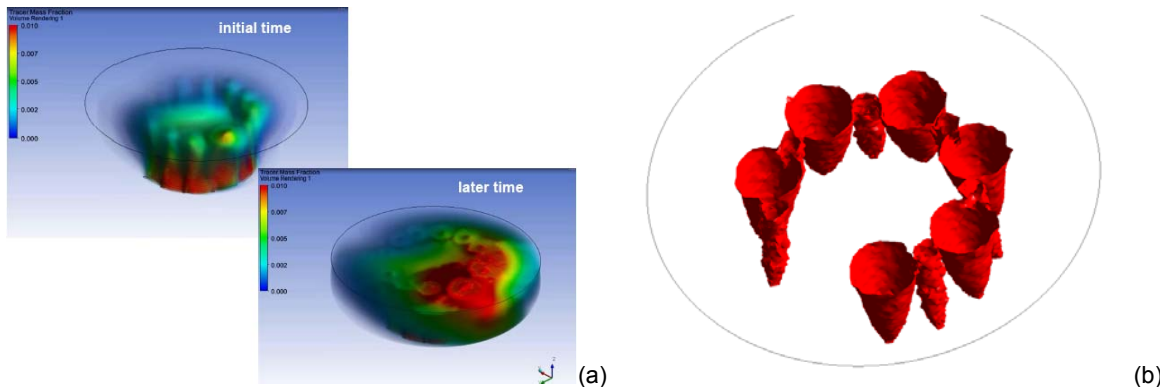 Tracer Mass Fraction
Volume Rendering 1
0.010
0.007
0.005
0.002
0.000
initial time
Tracer Mass Fraction
Volume Rendering 1
0.010
0.007
0.005
0.002
0.000
later time
z
(a)
(b)